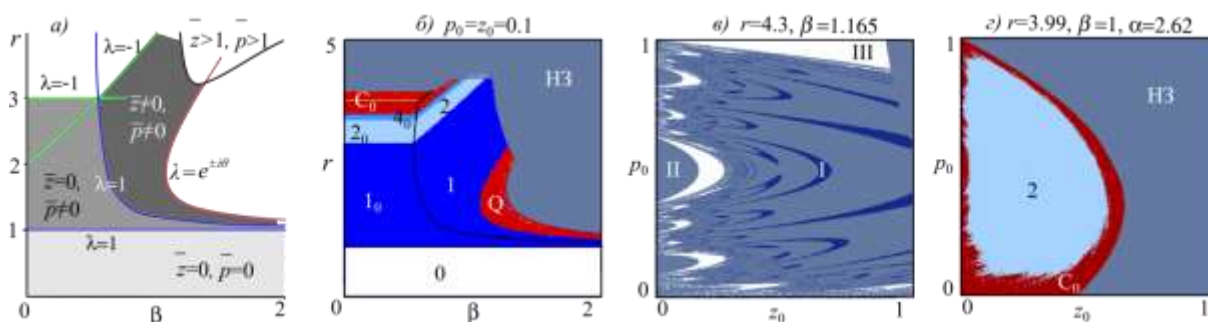 а)
r
z̄>1, p̄>1
λ=-1
λ=-1
3
z̄≠0,
p̄≠0
2
λ=1
λ=e^{±iθ}
z̄=0,
p̄≠0
1
λ=1
z̄=0, p̄=0
0
β
2
б) p₀=z₀=0.1
5
НЗ
C₀
2
4₀
2₀
r
1₀
1
Q
0
0
β
2
в) r=4.3, β=1.165
1
III
p₀
II
I
0
0
z₀
1
г) r=3.99, β=1, α=2.62
1
НЗ
p₀
2
C₀
0
0
z₀
1